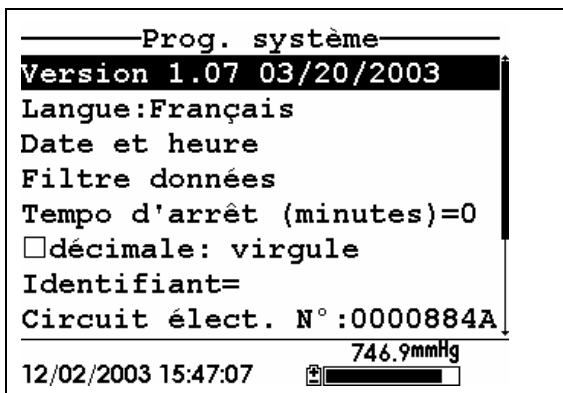 Prog. système
Version 1.07 03/20/2003
Langue:Français
Date et heure
Filtre données
Tempo d'arrêt (minutes)=0
décimale: virgule
Identifiant=
Circuit élect. N°:0000884A
746.9mmHg
12/02/2003 15:47:07